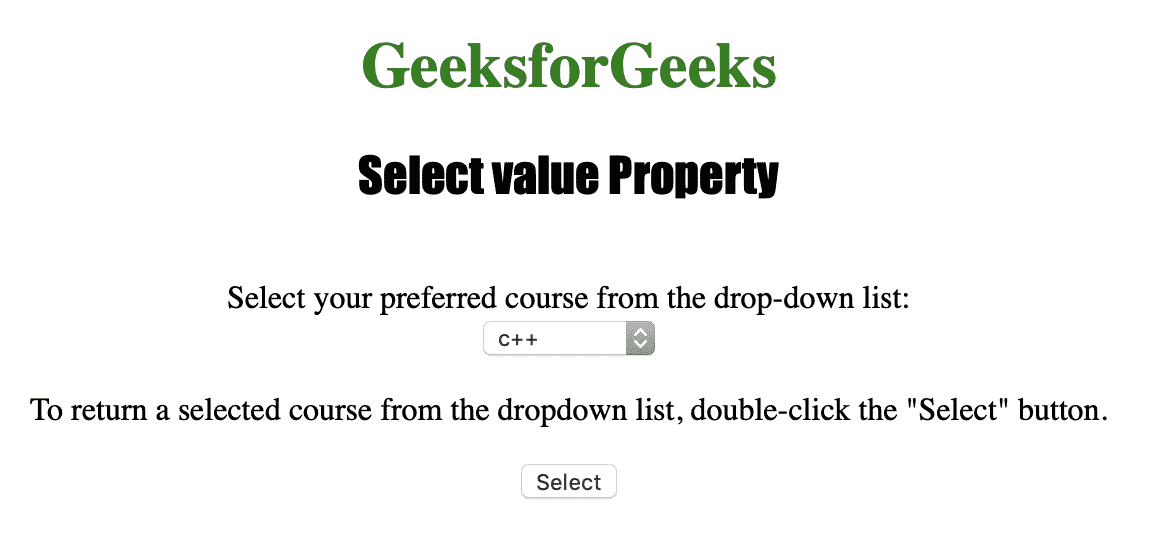 GeeksforGeeks
Select value Property
Select your preferred course from the drop-down list:
c++
To return a selected course from the dropdown list, double-click the "Select" button.
Select